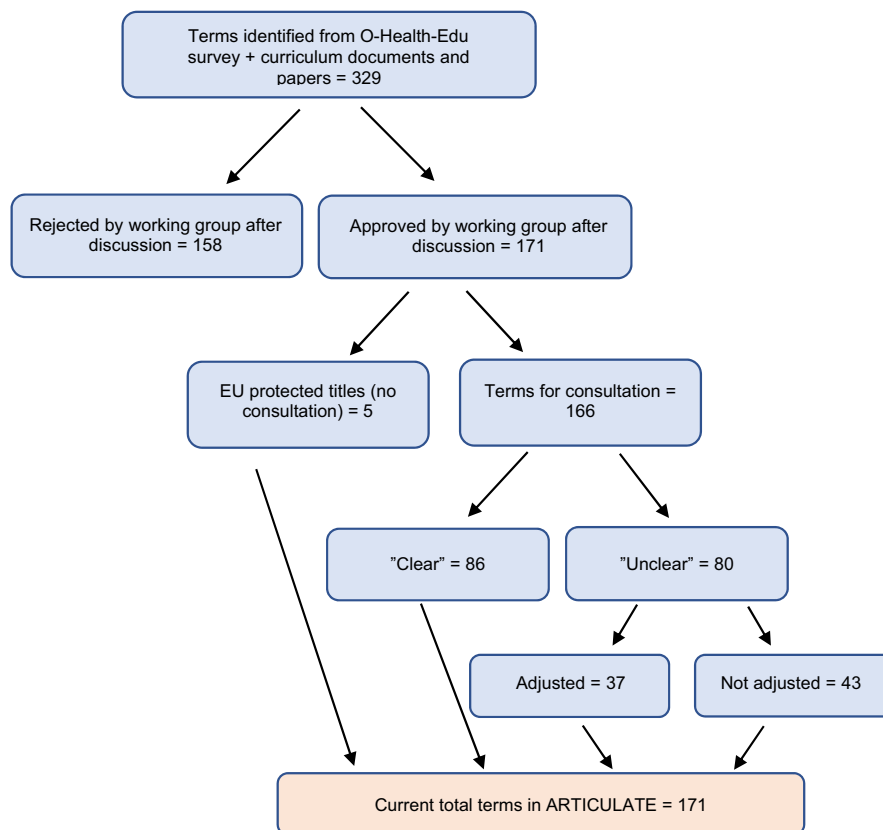 Terms identified from O-Health-Edu
survey + curriculum documents and
papers = 329
Rejected by working group after
discussion = 158
Approved by working group after
discussion = 171
EU protected titles (no
consultation) = 5
Terms for consultation =
166
”Clear” = 86
”Unclear” = 80
Adjusted = 37
Not adjusted = 43
Current total terms in ARTICULATE = 171